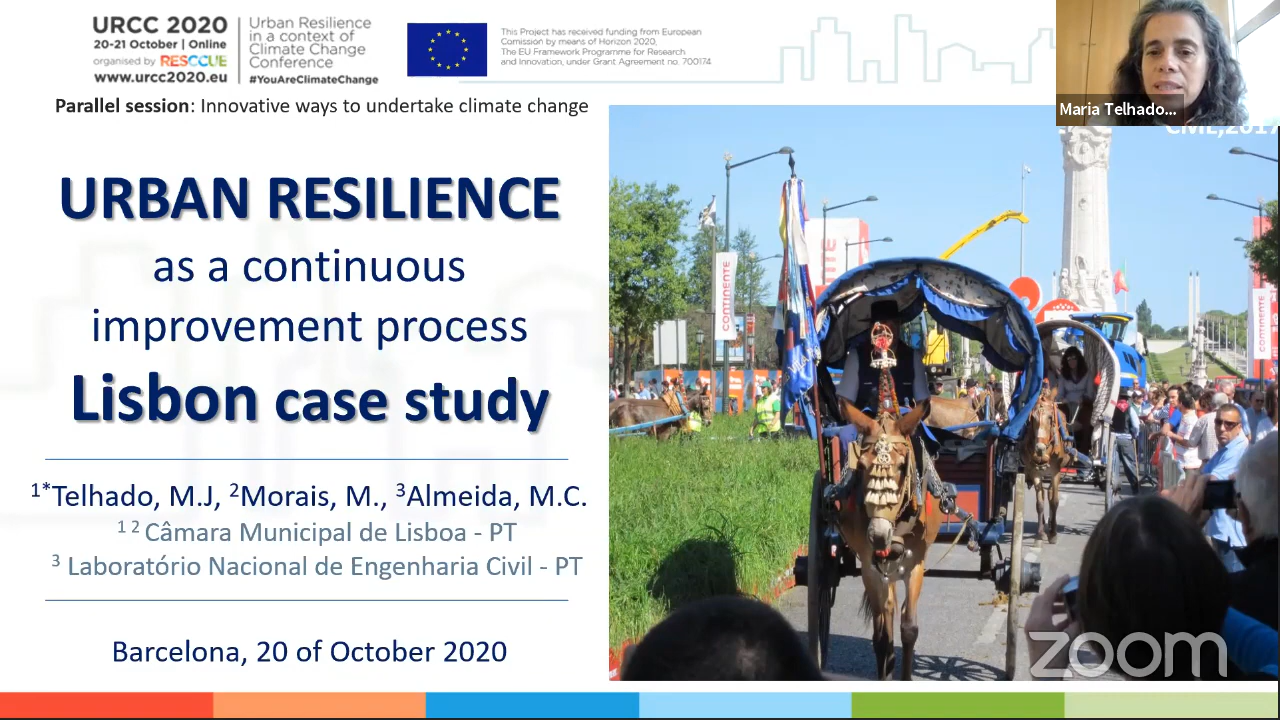 URCC 2020
20-21 October | Online
organised by RESCCUE
www.urcc2020.eu
Urban Resilience
in a context of
Climate Change
Conference
#YouAreClimateChange
This Project has received funding from European
Comission by means of Horizon 2020,
The EU Framework Programme for Research
and Innovation, under Grant Agreement no. 700174.
Maria Telhado...
Parallel session: Innovative ways to undertake climate change
CML,2017
URBAN RESILIENCE
as a continuous
improvement process
Lisbon case study
1*Telhado, M.J, 2Morais, M., 3Almeida, M.C.
1 2 Câmara Municipal de Lisboa - PT
3 Laboratório Nacional de Engenharia Civil - PT
Barcelona, 20 of October 2020
CONTINENTE
CONTINENTE
zoom